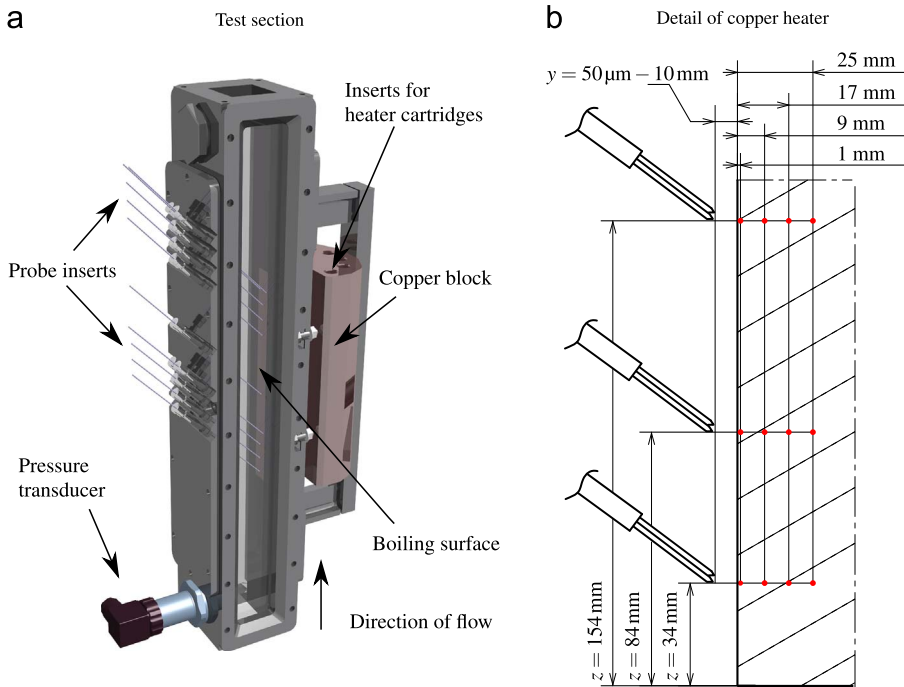 a
Test section
Inserts for
heater cartridges
Probe inserts
Copper block
Pressure
transducer
Boiling surface
Direction of flow
b
Detail of copper heater
25 mm
y = 50 µm − 10 mm
17 mm
9 mm
1 mm
z = 154 mm
z = 84 mm
z = 34 mm